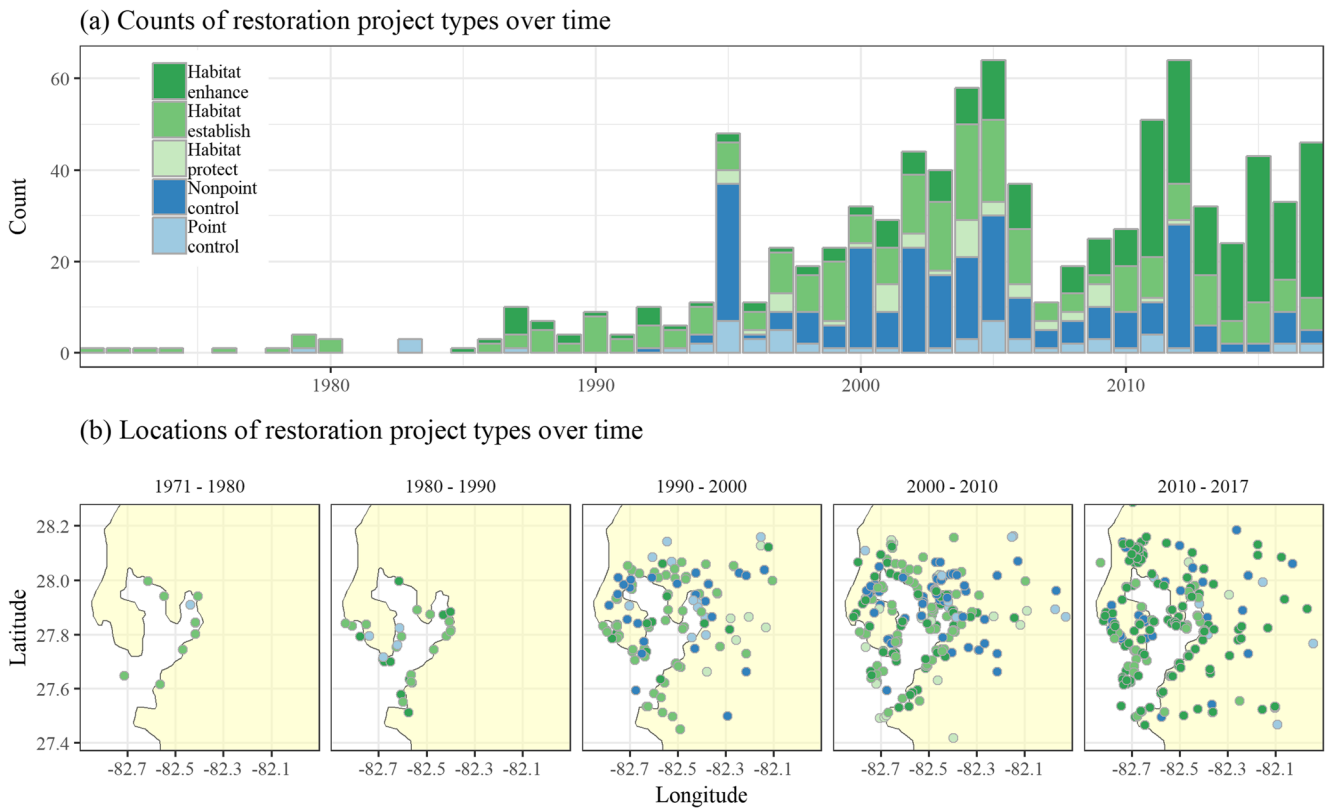 (a) Counts of restoration project types over time
Count
60
40
20
0
Habitat
enhance
Habitat
establish
Habitat
protect
Nonpoint
control
Point
control
1980 1990 2000 2010
(b) Locations of restoration project types over time
1971 - 1980 1980 - 1990 1990 - 2000 2000 - 2010 2010 - 2017
Latitude
28.2
28.0
27.8
27.6
27.4
-82.7 -82.5 -82.3 -82.1 -82.7 -82.5 -82.3 -82.1 -82.7 -82.5 -82.3 -82.1 -82.7 -82.5 -82.3 -82.1 -82.7 -82.5 -82.3 -82.1
Longitude